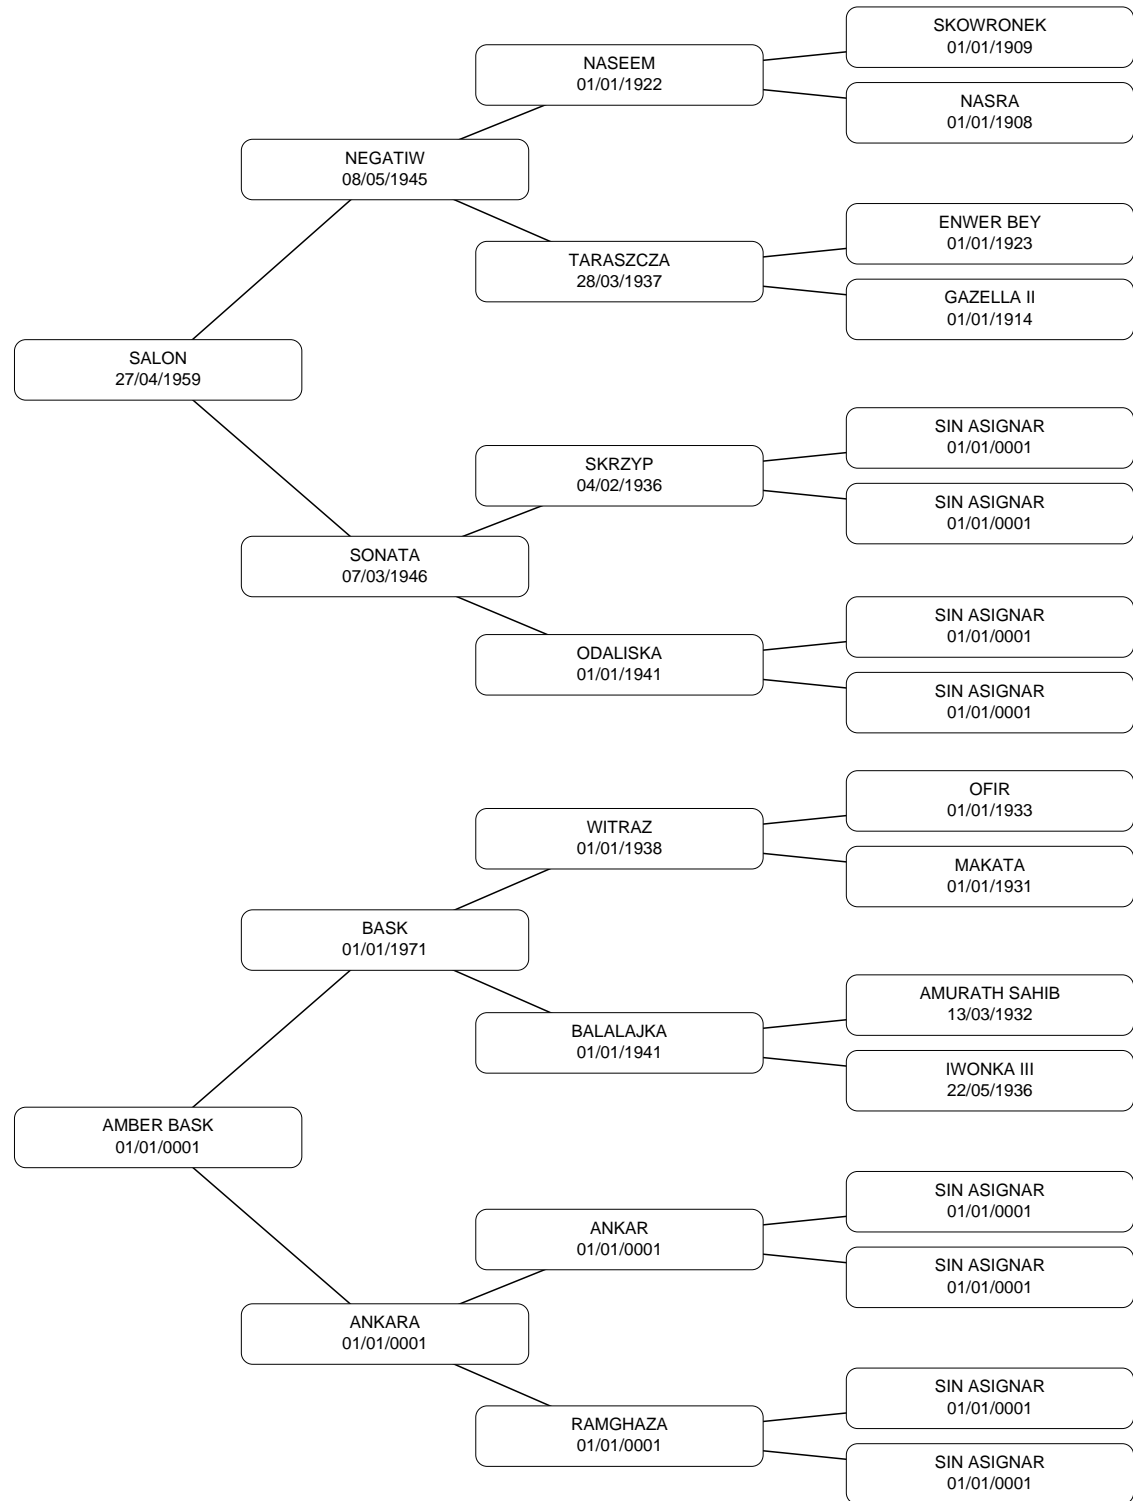 SKOWRONEK
01/01/1909
NASEEM
01/01/1922
NASRA
01/01/1908
NEGATIW
08/05/1945
ENWER BEY
01/01/1923
TARASZCZA
28/03/1937
GAZELLA II
01/01/1914
SALON
27/04/1959
SIN ASIGNAR
01/01/0001
SKRZYP
04/02/1936
SIN ASIGNAR
01/01/0001
SONATA
07/03/1946
SIN ASIGNAR
01/01/0001
ODALISKA
01/01/1941
SIN ASIGNAR
01/01/0001
OFIR
01/01/1933
WITRAZ
01/01/1938
MAKATA
01/01/1931
BASK
01/01/1971
AMURATH SAHIB
13/03/1932
BALALAJKA
01/01/1941
IWONKA III
22/05/1936
AMBER BASK
01/01/0001
SIN ASIGNAR
01/01/0001
ANKAR
01/01/0001
SIN ASIGNAR
01/01/0001
ANKARA
01/01/0001
SIN ASIGNAR
01/01/0001
RAMGHAZA
01/01/0001
SIN ASIGNAR
01/01/0001